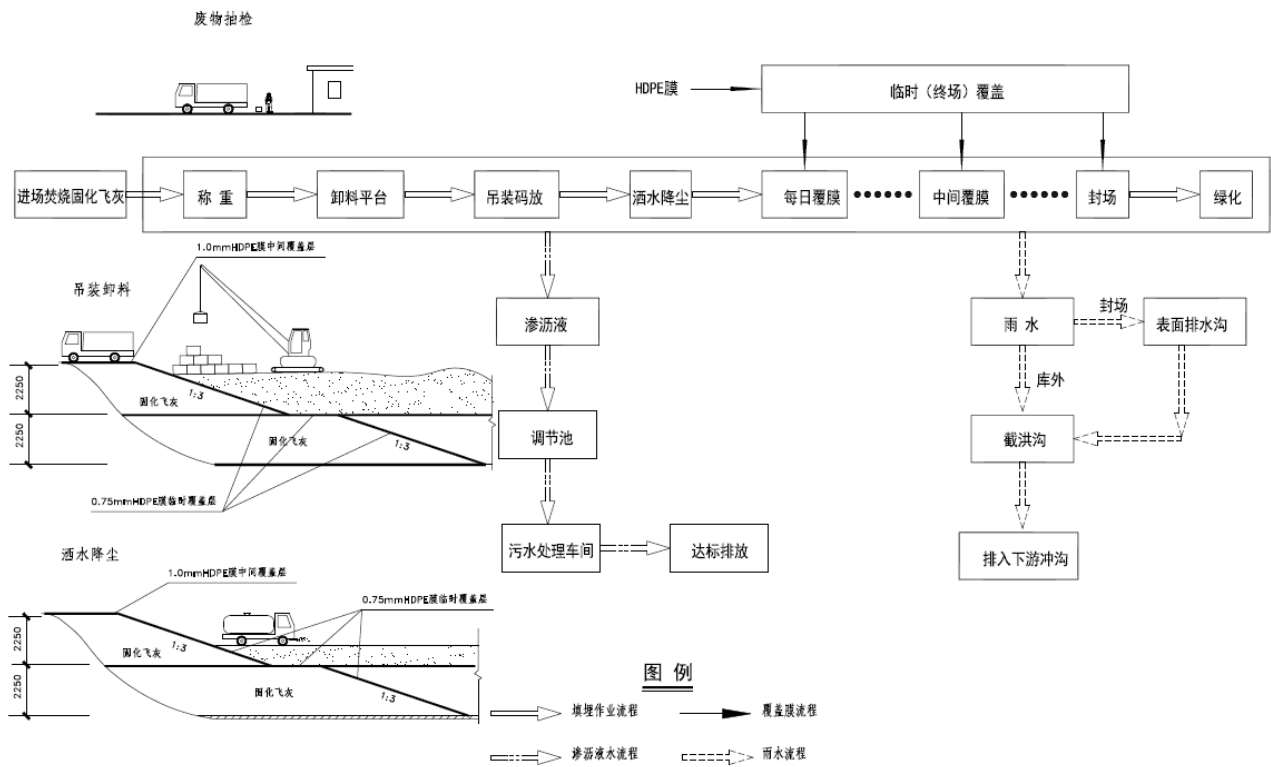 废物抽检
HDPE膜
临时（终场）覆盖
进场焚烧固化飞灰
称 重
卸料平台
吊装码放
洒水降尘
每日覆膜
中间覆膜
封场
绿化
1.0mmHDPE膜中间覆盖层
吊装卸料
渗沥液
雨 水
封场
表面排水沟
2250
1:3
固化飞灰
库外
2250
固化飞灰
1:3
调节池
截洪沟
0.75mmHDPE膜临时覆盖层
污水处理车间
达标排放
排入下游冲沟
洒水降尘
1.0mmHDPE膜中间覆盖层
0.75mmHDPE膜临时覆盖层
2250
固化飞灰
1:3
2250
固化飞灰
1:3
图 例
填埋作业流程
覆盖膜流程
渗沥液水流程
雨水流程